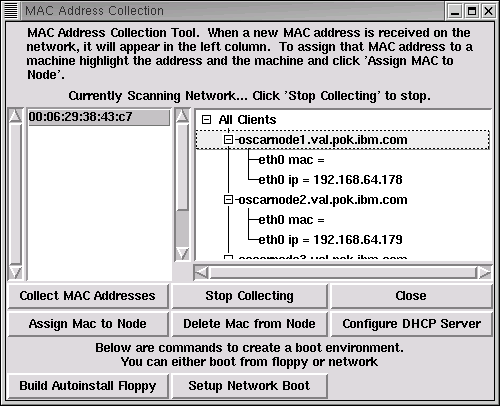 MAC Address Collection
MAC Address Collection Tool. When a new MAC address is received on the
network, it will appear in the left column. To assign that MAC address to a
machine highlight the address and the machine and click 'Assign MAC to
Node'.
Currently Scanning Network... Click 'Stop Collecting' to stop.
00:06:29:38:43:c7
All Clients
oscarnode1.val.pok.ibm.com
eth0 mac =
eth0 ip = 192.168.64.178
oscarnode2.val.pok.ibm.com
eth0 mac =
eth0 ip = 192.168.64.179
oscarnode3.val.pok.ibm.com
Collect MAC Addresses
Stop Collecting
Close
Assign Mac to Node
Delete Mac from Node
Configure DHCP Server
Below are commands to create a boot environment.
You can either boot from floppy or network
Build Autoinstall Floppy
Setup Network Boot